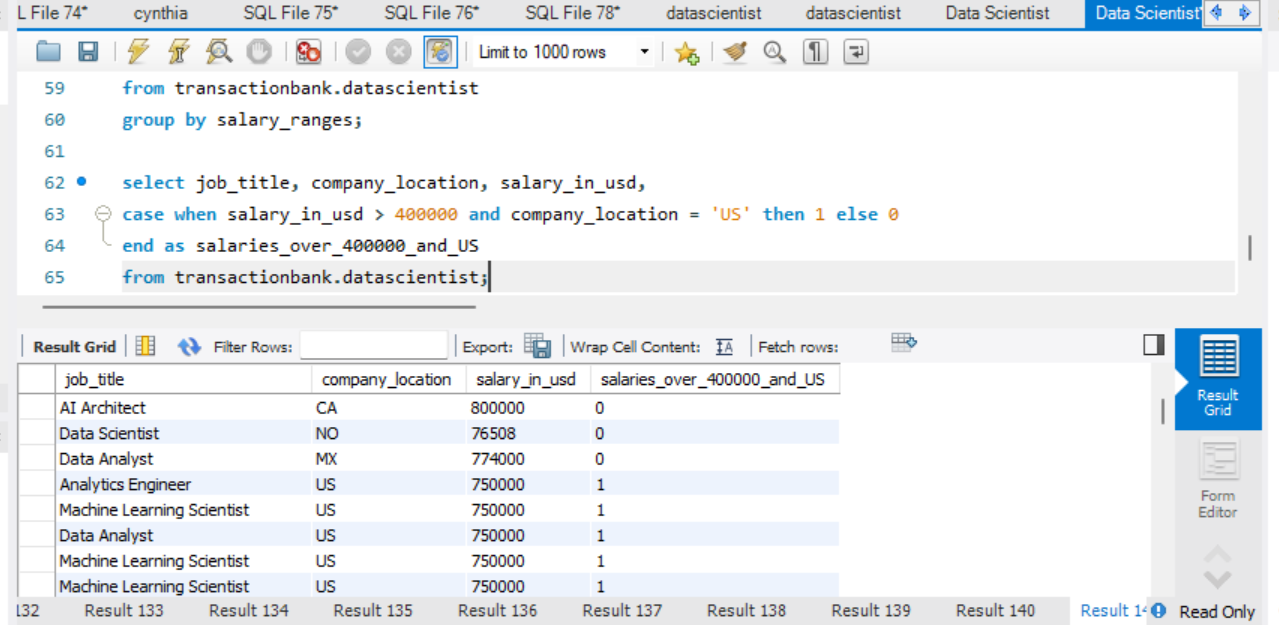 L File 74* cynthia SQL File 75* SQL File 76* SQL File 78* datascientist datascientist Data Scientist Data Scientist*
Limit to 1000 rows
59 from transactionbank.datascientist
60 group by salary_ranges;
61
62 select job_title, company_location, salary_in_usd,
63 case when salary_in_usd > 400000 and company_location = 'US' then 1 else 0
64 end as salaries_over_400000_and_US
65 from transactionbank.datascientist;
Result Grid Filter Rows: Export: Wrap Cell Content: Fetch rows:
job_title company_location salary_in_usd salaries_over_400000_and_US
AI Architect CA 800000 0
Data Scientist NO 76508 0
Data Analyst MX 774000 0
Analytics Engineer US 750000 1
Machine Learning Scientist US 750000 1
Data Analyst US 750000 1
Machine Learning Scientist US 750000 1
Machine Learning Scientist US 750000 1
Result
Grid
Form
Editor
132 Result 133 Result 134 Result 135 Result 136 Result 137 Result 138 Result 139 Result 140 Result 14 Read Only